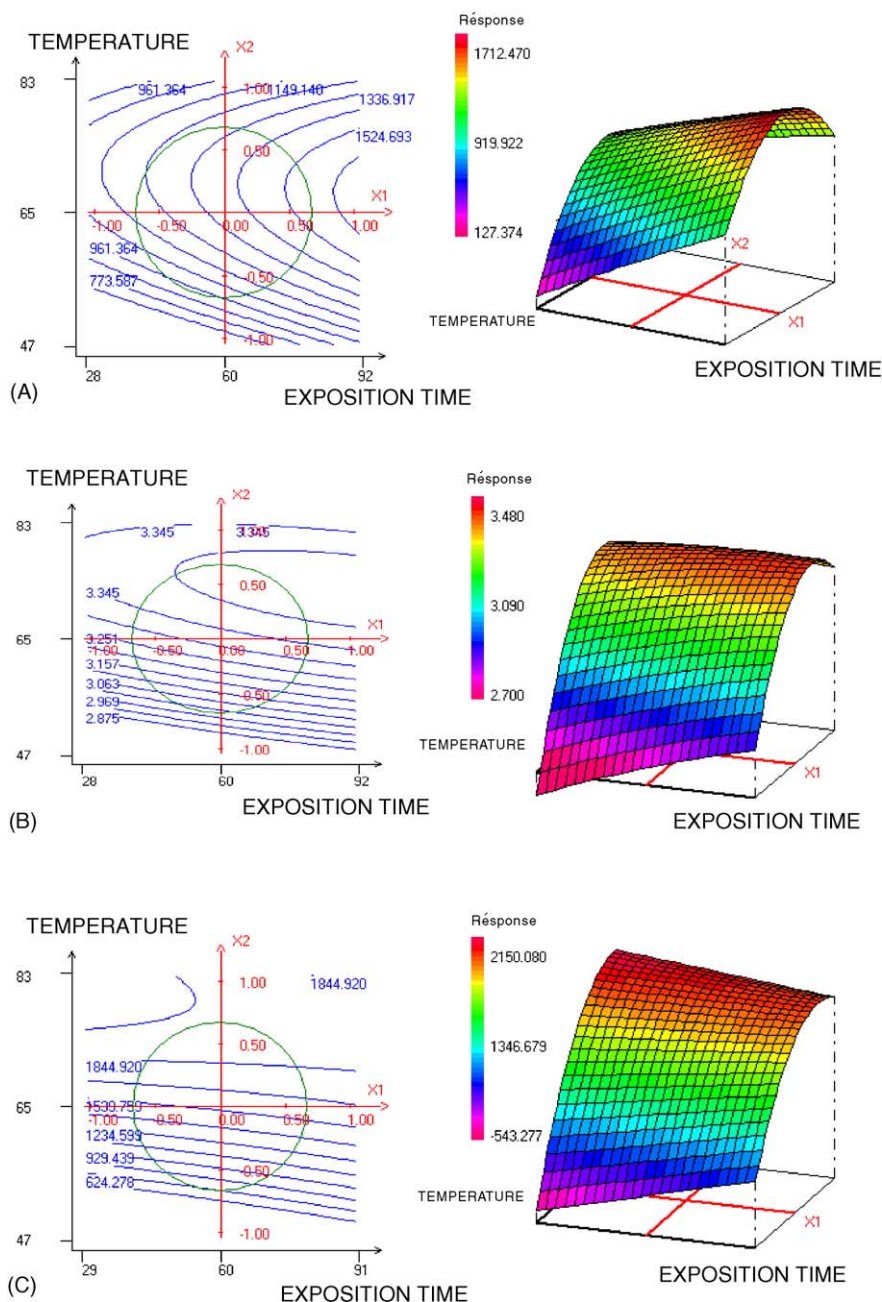 TEMPERATURE
X2
83
961.364
1.00
1149.140
1336.917
0.50
1524.693
X1
65
-1.00
-0.50
0.00
0.50
1.00
961.364
773.587
-0.50
-1.00
47
28
60
92
(A)
EXPOSITION TIME
Résponse
1712.470
919.922
127.374
X2
TEMPERATURE
X1
EXPOSITION TIME
TEMPERATURE
X2
83
3.345
1.00
3.345
0.50
3.345
X1
65
3.251
-1.00
-0.50
0.00
0.50
1.00
3.157
3.063
2.969
2.875
-0.50
-1.00
47
28
60
92
(B)
EXPOSITION TIME
Résponse
3.480
3.090
2.700
TEMPERATURE
X1
EXPOSITION TIME
TEMPERATURE
X2
83
1.00
1844.920
0.50
1844.920
X1
65
1539.759
-1.00
-0.50
0.00
0.50
1.00
1234.599
929.439
624.278
-0.50
-1.00
47
29
60
91
(C)
EXPOSITION TIME
Résponse
2150.080
1346.679
-543.277
TEMPERATURE
X1
EXPOSITION TIME